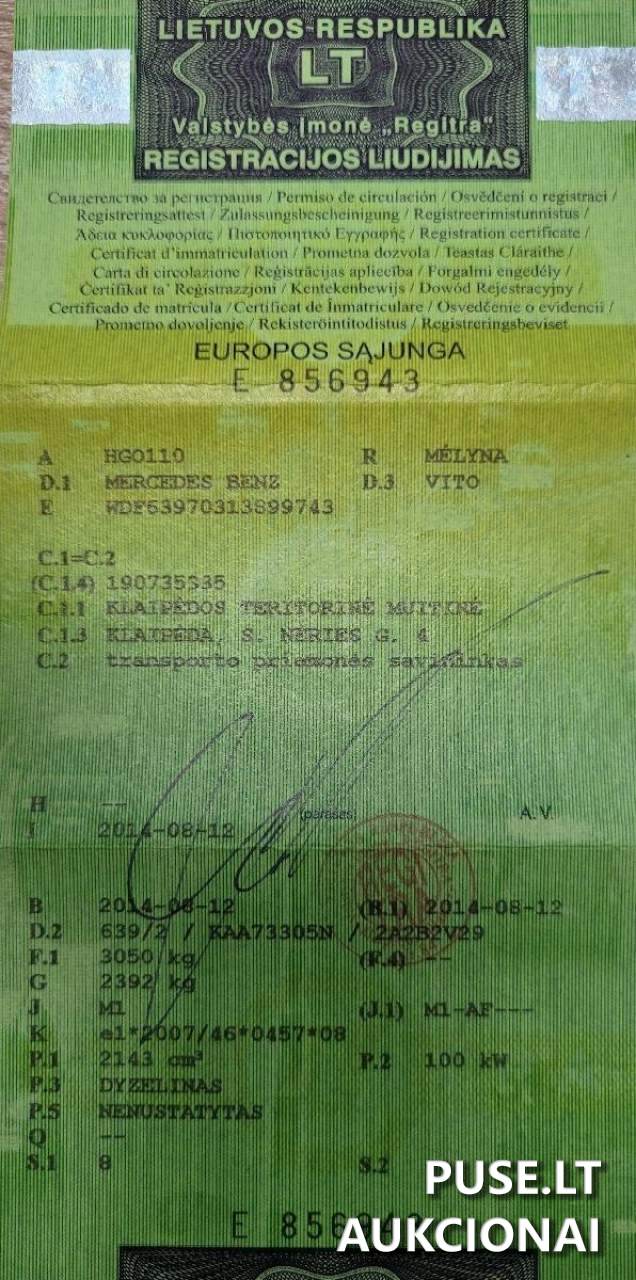 LIETUVOS RESPUBLIKA
LT
Valstybės įmonė „Regitra“
REGISTRACIJOS LIUDIJIMAS
Свидетелство за регистрация / Permiso de circulación / Osvědčení o registraci /
Registreringsattest / Zulassungsbescheinigung / Registreerimistunnistus /
Άδεια κυκλοφορίας / Πιστοποιητικό Εγγραφής / Registration certificate /
Certificat d'immatriculation / Prometna dozvola / Teastas Cláraithe /
Carta di circolazione / Reģistrācijas apliecība / Forgalmi engedély /
Ċertifikat ta' Reġistrazzjoni / Kentekenbewijs / Dowód Rejestracyjny /
Certificado de matrícula / Certificat de Înmatriculare / Osvedčenie o evidencii /
Prometno dovoljenje / Rekisteröintitodistus / Registreringsbeviset
EUROPOS SĄJUNGA
E 856943
A HGO110 R MĖLYNA
D.1 MERCEDES BENZ D.3 VITO
E WDF63970313899743
C.1=C.2
(C.1.4) 190735335
C.1.1 KLAIPĖDOS TERITORINĖ MUITINĖ
C.1.3 KLAIPĖDA, S. NĖRIES G. 4
C.2 transporto priemonės savininkas
H --
(parašas) A.V.
I 2014-08-12
B 2014-08-12 (B.1) 2014-08-12
D.2 639/2 / KAA73305N / 2A2B2V29
F.1 3050 kg (F.4) --
G 2392 kg
J M1 (J.1) M1-AF---
K e1*2007/46*0457*08
P.1 2143 cm³ P.2 100 kW
P.3 DYZELINAS
P.5 NENUSTATYTAS
Q --
S.1 8 S.2
PUSE.LT
E 856943
AUKCIONAI